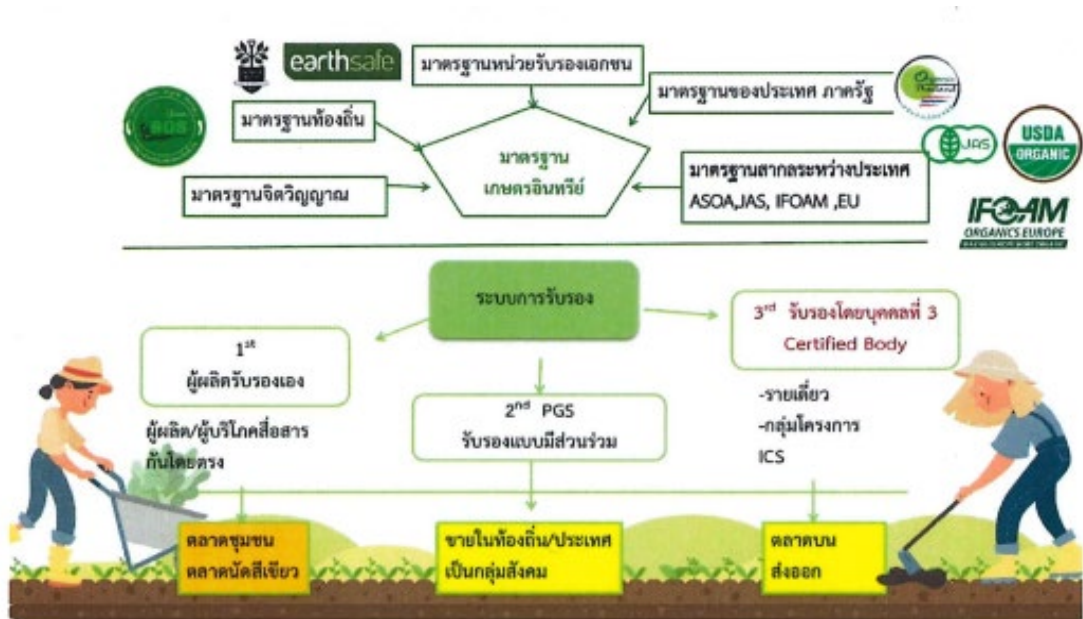 earthsafe
มาตรฐานหน่วยรับรองเอกชน
มาตรฐานของประเทศ ภาครัฐ
Organic
Thailand
มาตรฐานท้องถิ่น
มาตรฐาน
เกษตรอินทรีย์
JAS
USDA
ORGANIC
มาตรฐานจิตวิญญาณ
มาตรฐานสากลระหว่างประเทศ
ASOA,JAS, IFOAM ,EU
IFOAM
ORGANICS EUROPE
ระบบการรับรอง
1st
ผู้ผลิตรับรองเอง
3rd รับรองโดยบุคคลที่ 3
Certified Body
2nd PGS
รับรองแบบมีส่วนร่วม
ผู้ผลิต/ผู้บริโภคสื่อสาร
กันโดยตรง
-รายเดี่ยว
-กลุ่มโครงการ
ICS
ตลาดชุมชน
ตลาดนัดสีเขียว
ขายในท้องถิ่น/ประเทศ
เป็นกลุ่มสังคม
ตลาดบน
ส่งออก